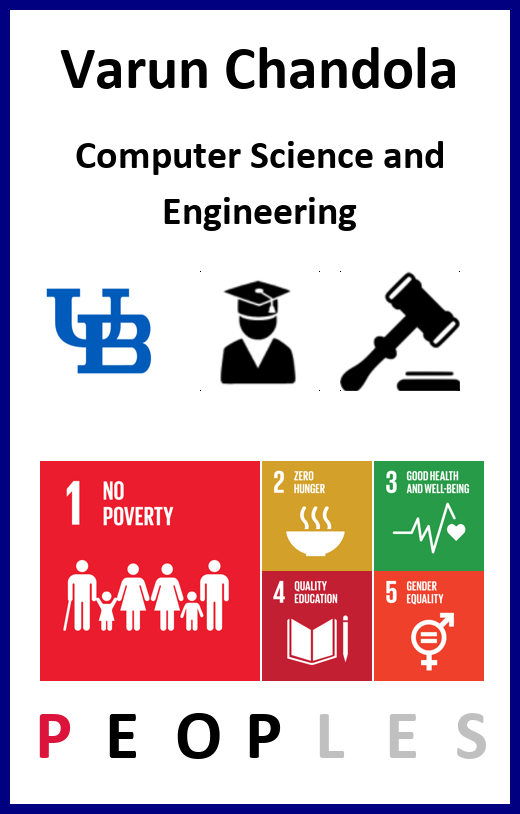 Varun Chandola
Computer Science and
Engineering
UB
1 NO
POVERTY
2 ZERO
HUNGER
3 GOOD HEALTH
AND WELL-BEING
4 QUALITY
EDUCATION
5 GENDER
EQUALITY
P E O P L E S